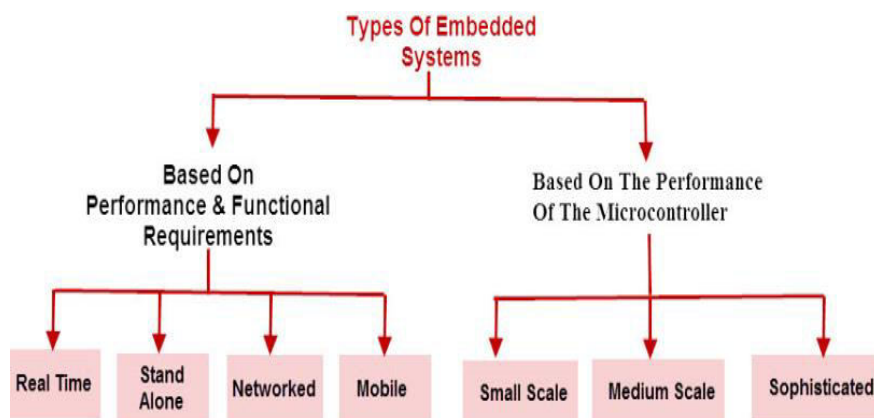 Types Of Embedded
Systems
Based On
Performance & Functional
Requirements
Based On The Performance
Of The Microcontroller
Real Time
Stand
Alone
Networked
Mobile
Small Scale
Medium Scale
Sophisticated